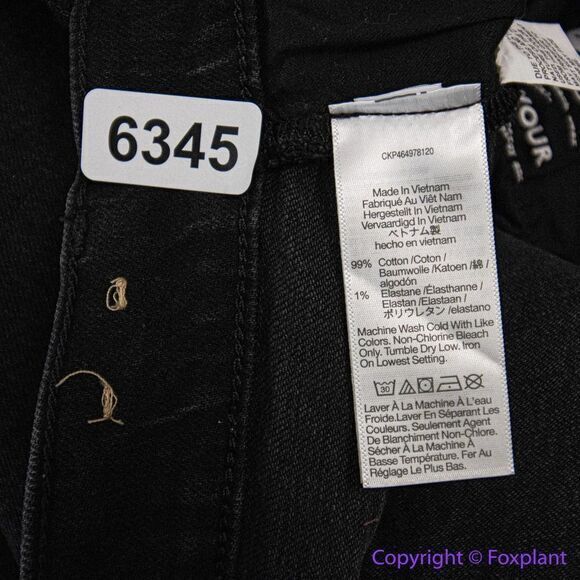 6345
DUE
YOUR
CKP464978120
Made In Vietnam
Fabriqué Au Viêt Nam
Hergestellt In Vietnam
Vervaardigd In Vietnam
ベトナム製
hecho en vietnam
99% Cotton /Coton /
Baumwolle /Katoen /綿 /
algodón
1% Elastane /Élasthanne /
Elastan /Elastaan /
ポリウレタン /elastano
Machine Wash Cold With Like
Colors. Non-Chlorine Bleach
Only. Tumble Dry Low. Iron
On Lowest Setting.
30
Laver À La Machine À L'eau
Froide.Laver En Séparant Les
Couleurs. Seulement Agent
De Blanchiment Non-Chlore.
Sécher À La Machine À
Basse Température. Fer Au
Réglage Le Plus Bas.
Copyright © Foxplant